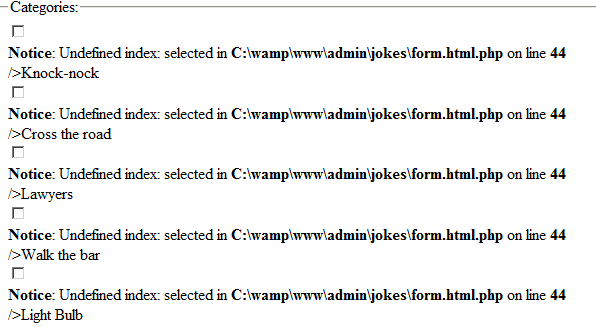 Categories:
Notice: Undefined index: selected in C:\wamp\www\admin\jokes\form.html.php on line 44
/>Knock-nock
Notice: Undefined index: selected in C:\wamp\www\admin\jokes\form.html.php on line 44
/>Cross the road
Notice: Undefined index: selected in C:\wamp\www\admin\jokes\form.html.php on line 44
/>Lawyers
Notice: Undefined index: selected in C:\wamp\www\admin\jokes\form.html.php on line 44
/>Walk the bar
Notice: Undefined index: selected in C:\wamp\www\admin\jokes\form.html.php on line 44
/>Light Bulb